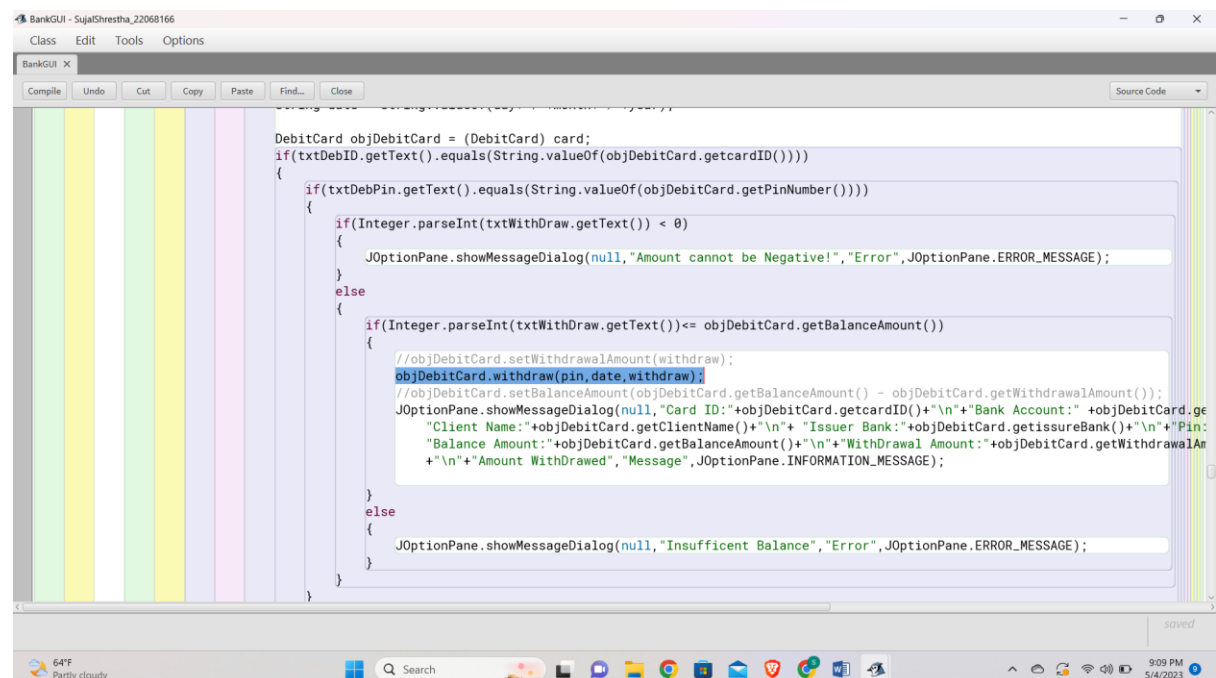 BankGUI - SujalShrestha_22068166
Class Edit Tools Options
BankGUI X
Compile Undo Cut Copy Paste Find... Close Source Code
DebitCard objDebitCard = (DebitCard) card;
if(txtDebID.getText().equals(String.valueOf(objDebitCard.getcardID())))
{
if(txtDebPin.getText().equals(String.valueOf(objDebitCard.getPinNumber())))
{
if(Integer.parseInt(txtWithDraw.getText()) < 0)
{
JOptionPane.showMessageDialog(null,"Amount cannot be Negative!","Error",JOptionPane.ERROR_MESSAGE);
}
else
{
if(Integer.parseInt(txtWithDraw.getText())<= objDebitCard.getBalanceAmount())
{
//objDebitCard.setWithdrawalAmount(withdraw);
objDebitCard.withdraw(pin,date,withdraw);
//objDebitCard.setBalanceAmount(objDebitCard.getBalanceAmount() - objDebitCard.getWithdrawalAmount());
JOptionPane.showMessageDialog(null,"Card ID:"+objDebitCard.getcardID()+"\n"+"Bank Account:" +objDebitCard.ge
"Client Name:"+objDebitCard.getClientName()+"\n"+ "Issuer Bank:"+objDebitCard.getissureBank()+"\n"+"Pin:
"Balance Amount:"+objDebitCard.getBalanceAmount()+"\n"+"WithDrawal Amount:"+objDebitCard.getWithdrawalAm
+"\n"+"Amount WithDrawed","Message",JOptionPane.INFORMATION_MESSAGE);
}
else
{
JOptionPane.showMessageDialog(null,"Insufficent Balance","Error",JOptionPane.ERROR_MESSAGE);
}
}
}
saved
64°F
Partly cloudy
Search
9:09 PM
5/4/2023
9